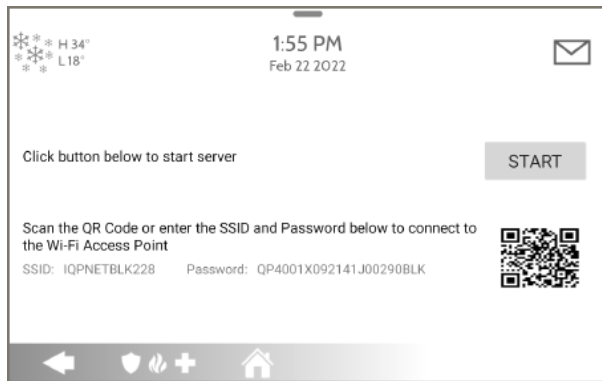 H 34°
L 18°
1:55 PM
Feb 22 2022
Click button below to start server
START
Scan the QR Code or enter the SSID and Password below to connect to
the Wi-Fi Access Point
SSID: IQPNETBLK228 Password: QP4001X092141J00290BLK